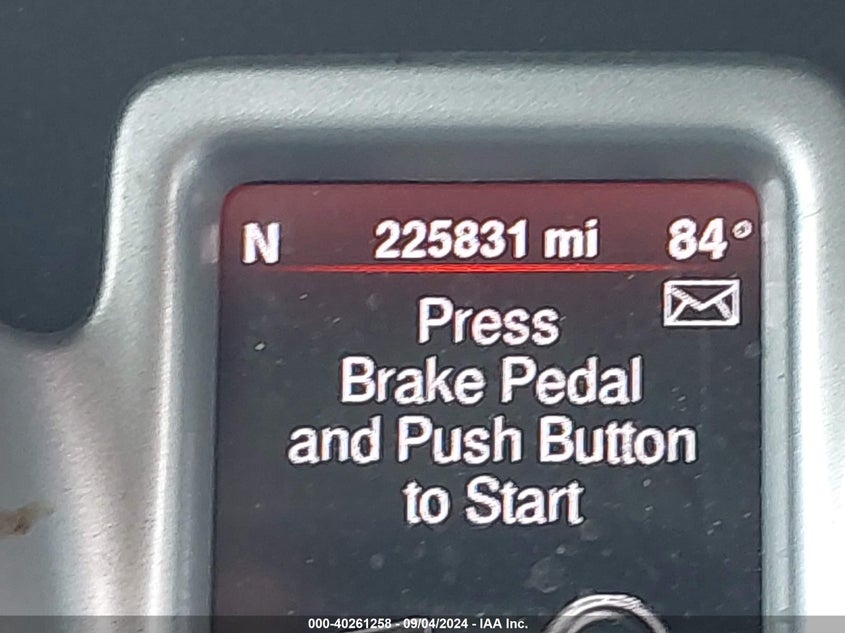 N 225831 mi 84°
Press
Brake Pedal
and Push Button
to Start
000-40261258 - 09/04/2024 - IAA Inc.